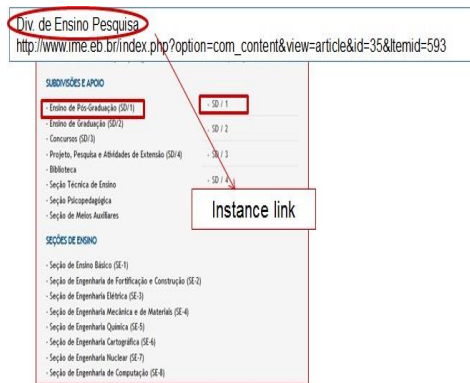 Div. de Ensino Pesquisa
http://www.ime.eb.br/index.php?option=com_content&view=article&id=35&Itemid=593
SUBDIVISÕES E APOIO
- Ensino de Pós-Graduação (SD/1)
- Ensino de Graduação (SD/2)
- Concursos (SD/3)
- Projeto, Pesquisa e Atividades de Extensão (SD/4)
- Biblioteca
- Seção Técnica de Ensino
- Seção Psicopedagógica
- Seção de Meios Auxiliares
- SD / 1
- SD / 2
- SD / 3
- SD / 4
Instance link
SEÇÕES DE ENSINO
- Seção de Ensino Básico (SE-1)
- Seção de Engenharia de Fortificação e Construção (SE-2)
- Seção de Engenharia Elétrica (SE-3)
- Seção de Engenharia Mecânica e de Materiais (SE-4)
- Seção de Engenharia Química (SE-5)
- Seção de Engenharia Cartográfica (SE-6)
- Seção de Engenharia Nuclear (SE-7)
- Seção de Engenharia de Computação (SE-8)